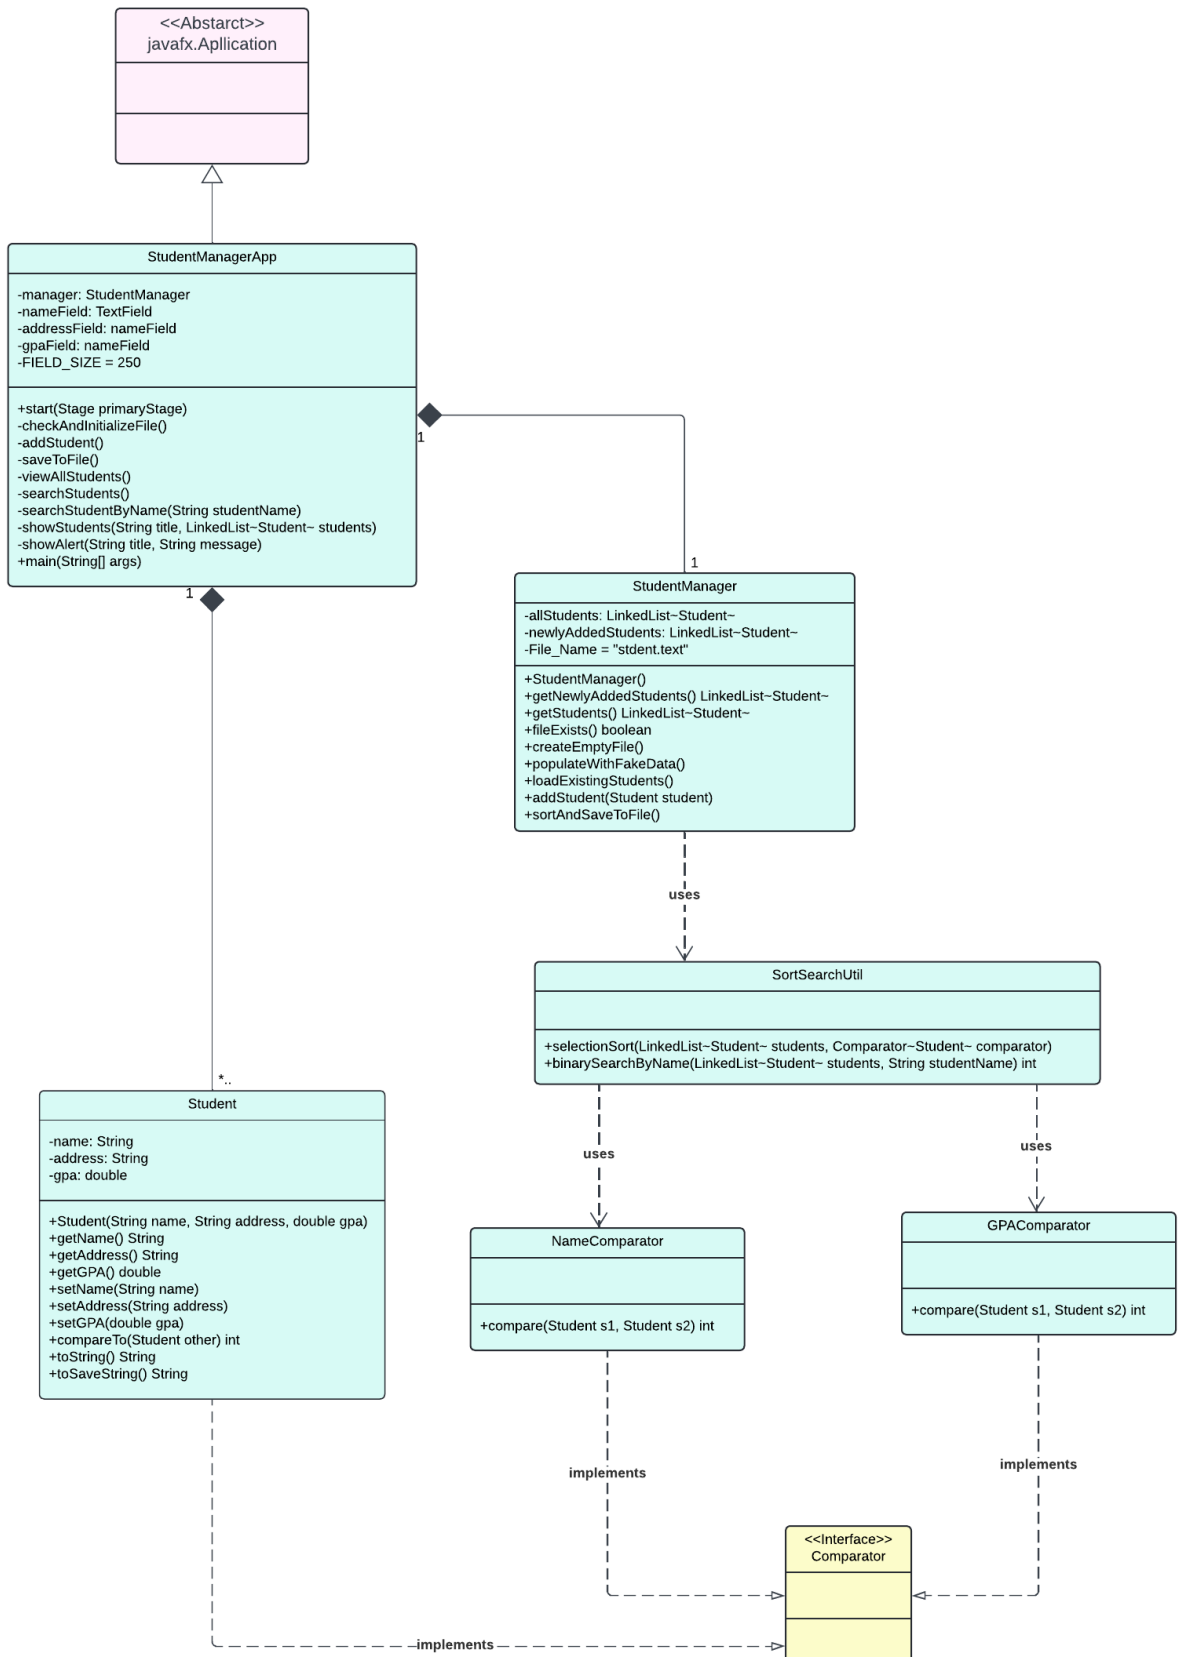 <<Abstarct>>
javafx.Apllication
StudentManagerApp
-manager: StudentManager
-nameField: TextField
-addressField: nameField
-gpaField: nameField
-FIELD_SIZE = 250
+start(Stage primaryStage)
-checkAndInitializeFile()
-addStudent()
-saveToFile()
-viewAllStudents()
-searchStudents()
-searchStudentByName(String studentName)
-showStudents(String title, LinkedList~Student~ students)
-showAlert(String title, String message)
+main(String[] args)
1
1
1
StudentManager
-allStudents: LinkedList~Student~
-newlyAddedStudents: LinkedList~Student~
-File_Name = "stdent.text"
+StudentManager()
+getNewlyAddedStudents() LinkedList~Student~
+getStudents() LinkedList~Student~
+fileExists() boolean
+createEmptyFile()
+populateWithFakeData()
+loadExistingStudents()
+addStudent(Student student)
+sortAndSaveToFile()
uses
SortSearchUtil
+selectionSort(LinkedList~Student~ students, Comparator~Student~ comparator)
+binarySearchByName(LinkedList~Student~ students, String studentName) int
*..
Student
-name: String
-address: String
-gpa: double
+Student(String name, String address, double gpa)
+getName() String
+getAddress() String
+getGPA() double
+setName(String name)
+setAddress(String address)
+setGPA(double gpa)
+compareTo(Student other) int
+toString() String
+toSaveString() String
uses
uses
NameComparator
+compare(Student s1, Student s2) int
GPAComparator
+compare(Student s1, Student s2) int
implements
implements
<<Interface>>
Comparator
implements